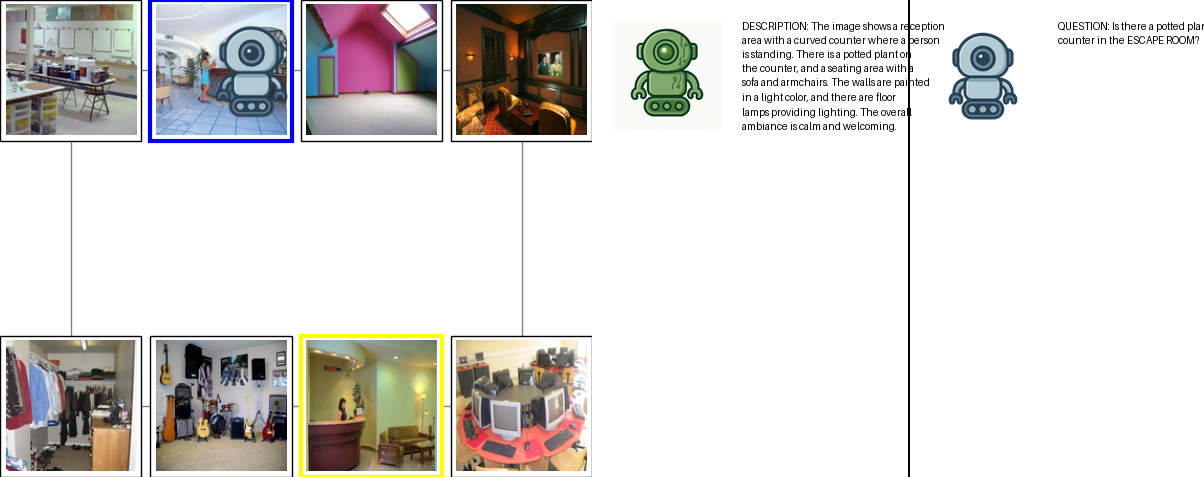 DESCRIPTION: The image shows a reception
area with a curved counter where a person
is standing. There is a potted plant on
the counter, and a seating area with a
sofa and armchairs. The walls are painted
in a light color, and there are floor
lamps providing lighting. The overall
ambiance is calm and welcoming.
QUESTION: Is there a potted
counter in the ESCAPE ROOM?